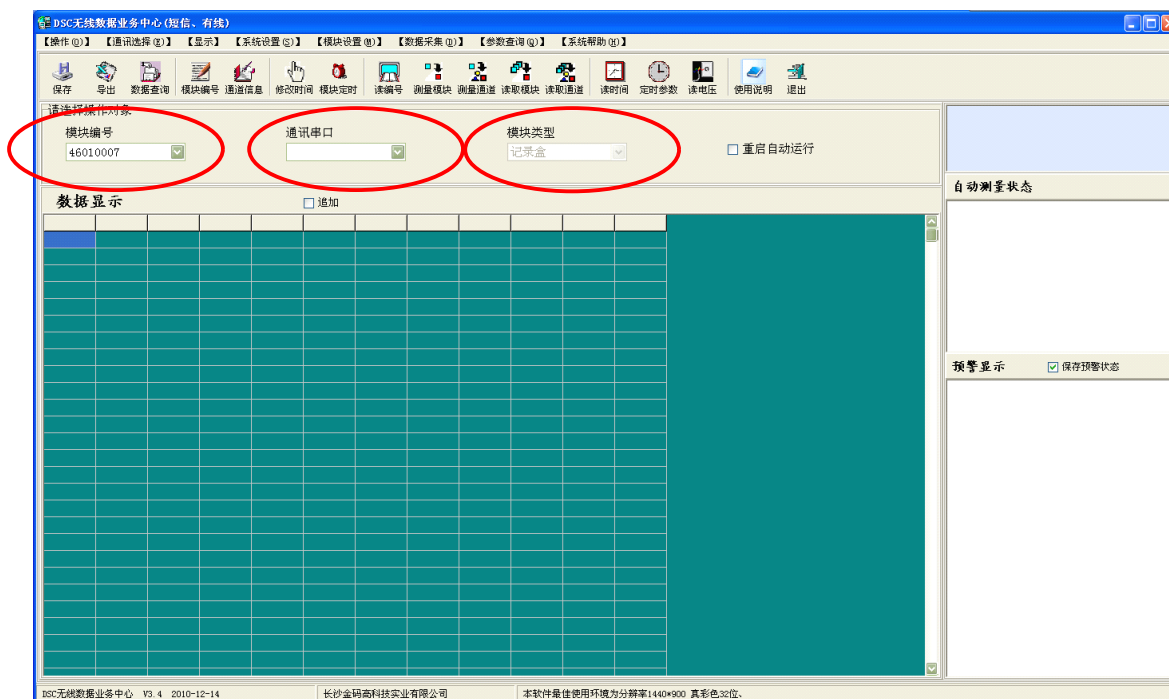 DSC无线数据业务中心(短信、有线)
【操作(O)】 【通讯选择(E)】 【显示】 【系统设置(S)】 【模块设置(M)】 【数据采集(D)】 【参数查询(Q)】 【系统帮助(H)】
保存 导出 数据查询 模块编号 通道信息 修改时间 模块定时 读编号 测量模块 测量通道 读取模块 读取通道 读时间 定时参数 读电压 使用说明 退出
请选择操作对象
模块编号 通讯串口 模块类型
46010007 记录盒 重启自动运行
自动测量状态
数据显示 追加
预警显示 保存预警状态
DSC无线数据业务中心 V3.4 2010-12-14 长沙金码高科技实业有限公司 本软件最佳使用环境为分辨率1440*900 真彩色32位、